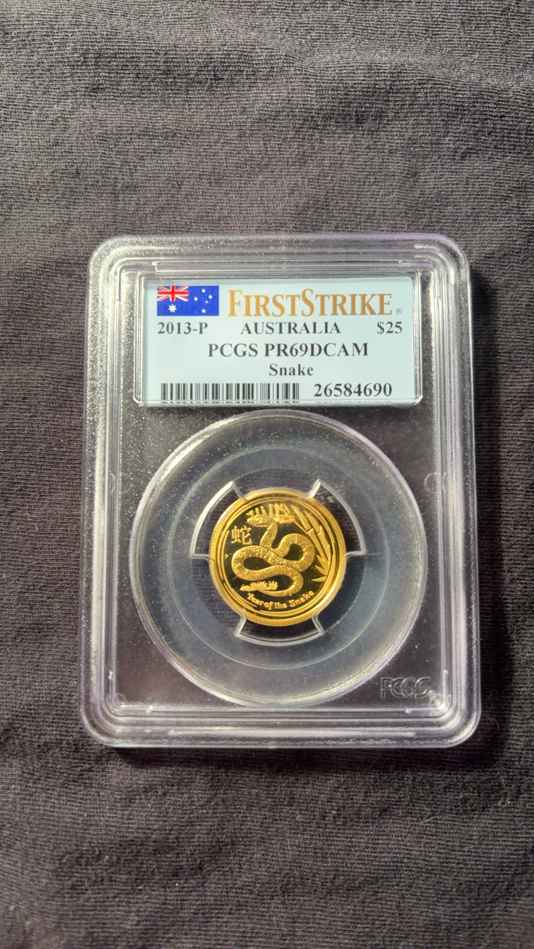 FIRSTSTRIKE®
2013-P AUSTRALIA $25
PCGS PR69DCAM
Snake
26584690
蛇
Year of the Snake
PCGS